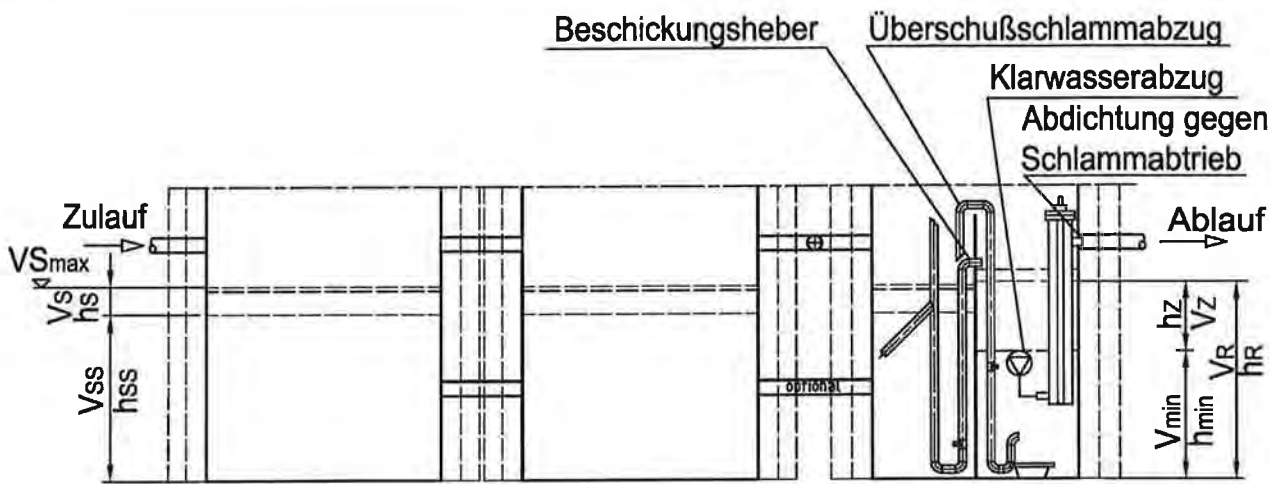 Beschickungsheber
Überschußschlammabzug
Klarwasserabzug
Abdichtung gegen
Schlammabtrieb
Zulauf
Ablauf
VSmax
VS
hS
VSS
hSS
optional
hZ
VZ
VR
hR
Vmin
hmin